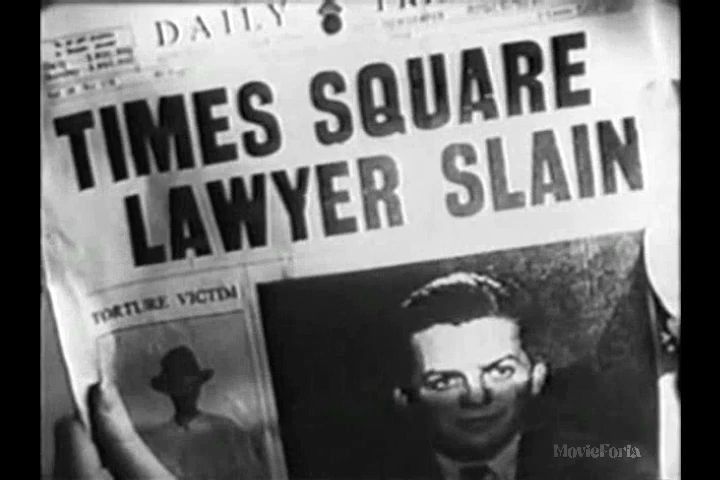 DAILY
TIMES SQUARE
LAWYER SLAIN
TORTURE VICTIM
MovieForia